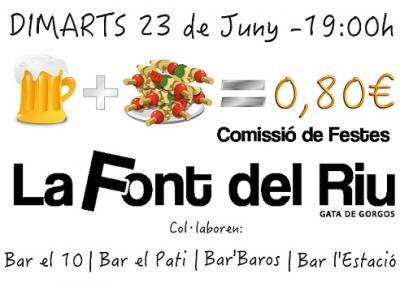 DIMARTS 23 de Juny -19:00h
+ = 0,80€
Comissió de Festes
La Font del Riu
GATA DE GORGOS
Col·laboren:
Bar el 10 | Bar el Pati | Bar'Baros | Bar l'Estació